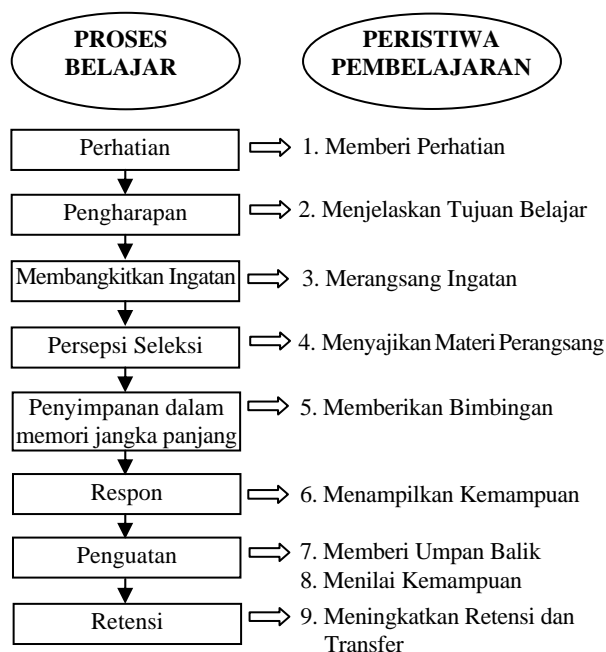 PROSES
BELAJAR
PERISTIWA
PEMBELAJARAN
Perhatian
1. Memberi Perhatian
Pengharapan
2. Menjelaskan Tujuan Belajar
Membangkitkan Ingatan
3. Merangsang Ingatan
Persepsi Seleksi
4. Menyajikan Materi Perangsang
Penyimpanan dalam
memori jangka panjang
5. Memberikan Bimbingan
Respon
6. Menampilkan Kemampuan
Penguatan
7. Memberi Umpan Balik
8. Menilai Kemampuan
Retensi
9. Meningkatkan Retensi dan
Transfer